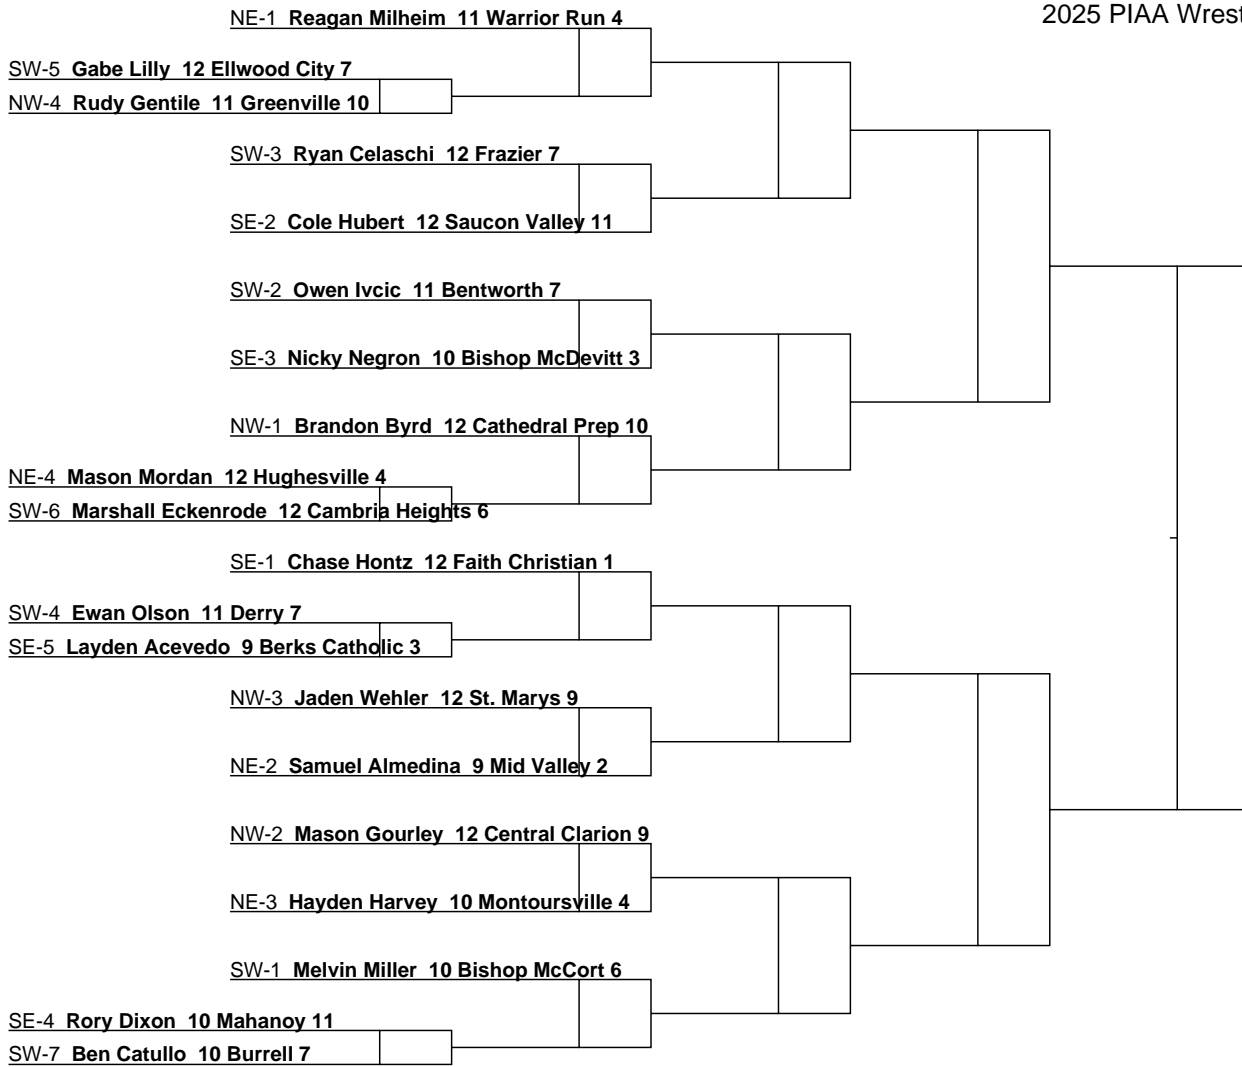 2025 PIAA Wrest
NE-1 Reagan Milheim 11 Warrior Run 4
SW-5 Gabe Lilly 12 Ellwood City 7
NW-4 Rudy Gentile 11 Greenville 10
SW-3 Ryan Celaschi 12 Frazier 7
SE-2 Cole Hubert 12 Saucon Valley 11
SW-2 Owen Ivcic 11 Bentworth 7
SE-3 Nicky Negron 10 Bishop McDevitt 3
NW-1 Brandon Byrd 12 Cathedral Prep 10
NE-4 Mason Mordan 12 Hughesville 4
SW-6 Marshall Eckenrode 12 Cambria Heights 6
SE-1 Chase Hontz 12 Faith Christian 1
SW-4 Ewan Olson 11 Derry 7
SE-5 Layden Acevedo 9 Berks Catholic 3
NW-3 Jaden Wehler 12 St. Marys 9
NE-2 Samuel Almedina 9 Mid Valley 2
NW-2 Mason Gourley 12 Central Clarion 9
NE-3 Hayden Harvey 10 Montoursville 4
SW-1 Melvin Miller 10 Bishop McCort 6
SE-4 Rory Dixon 10 Mahanoy 11
SW-7 Ben Catullo 10 Burrell 7